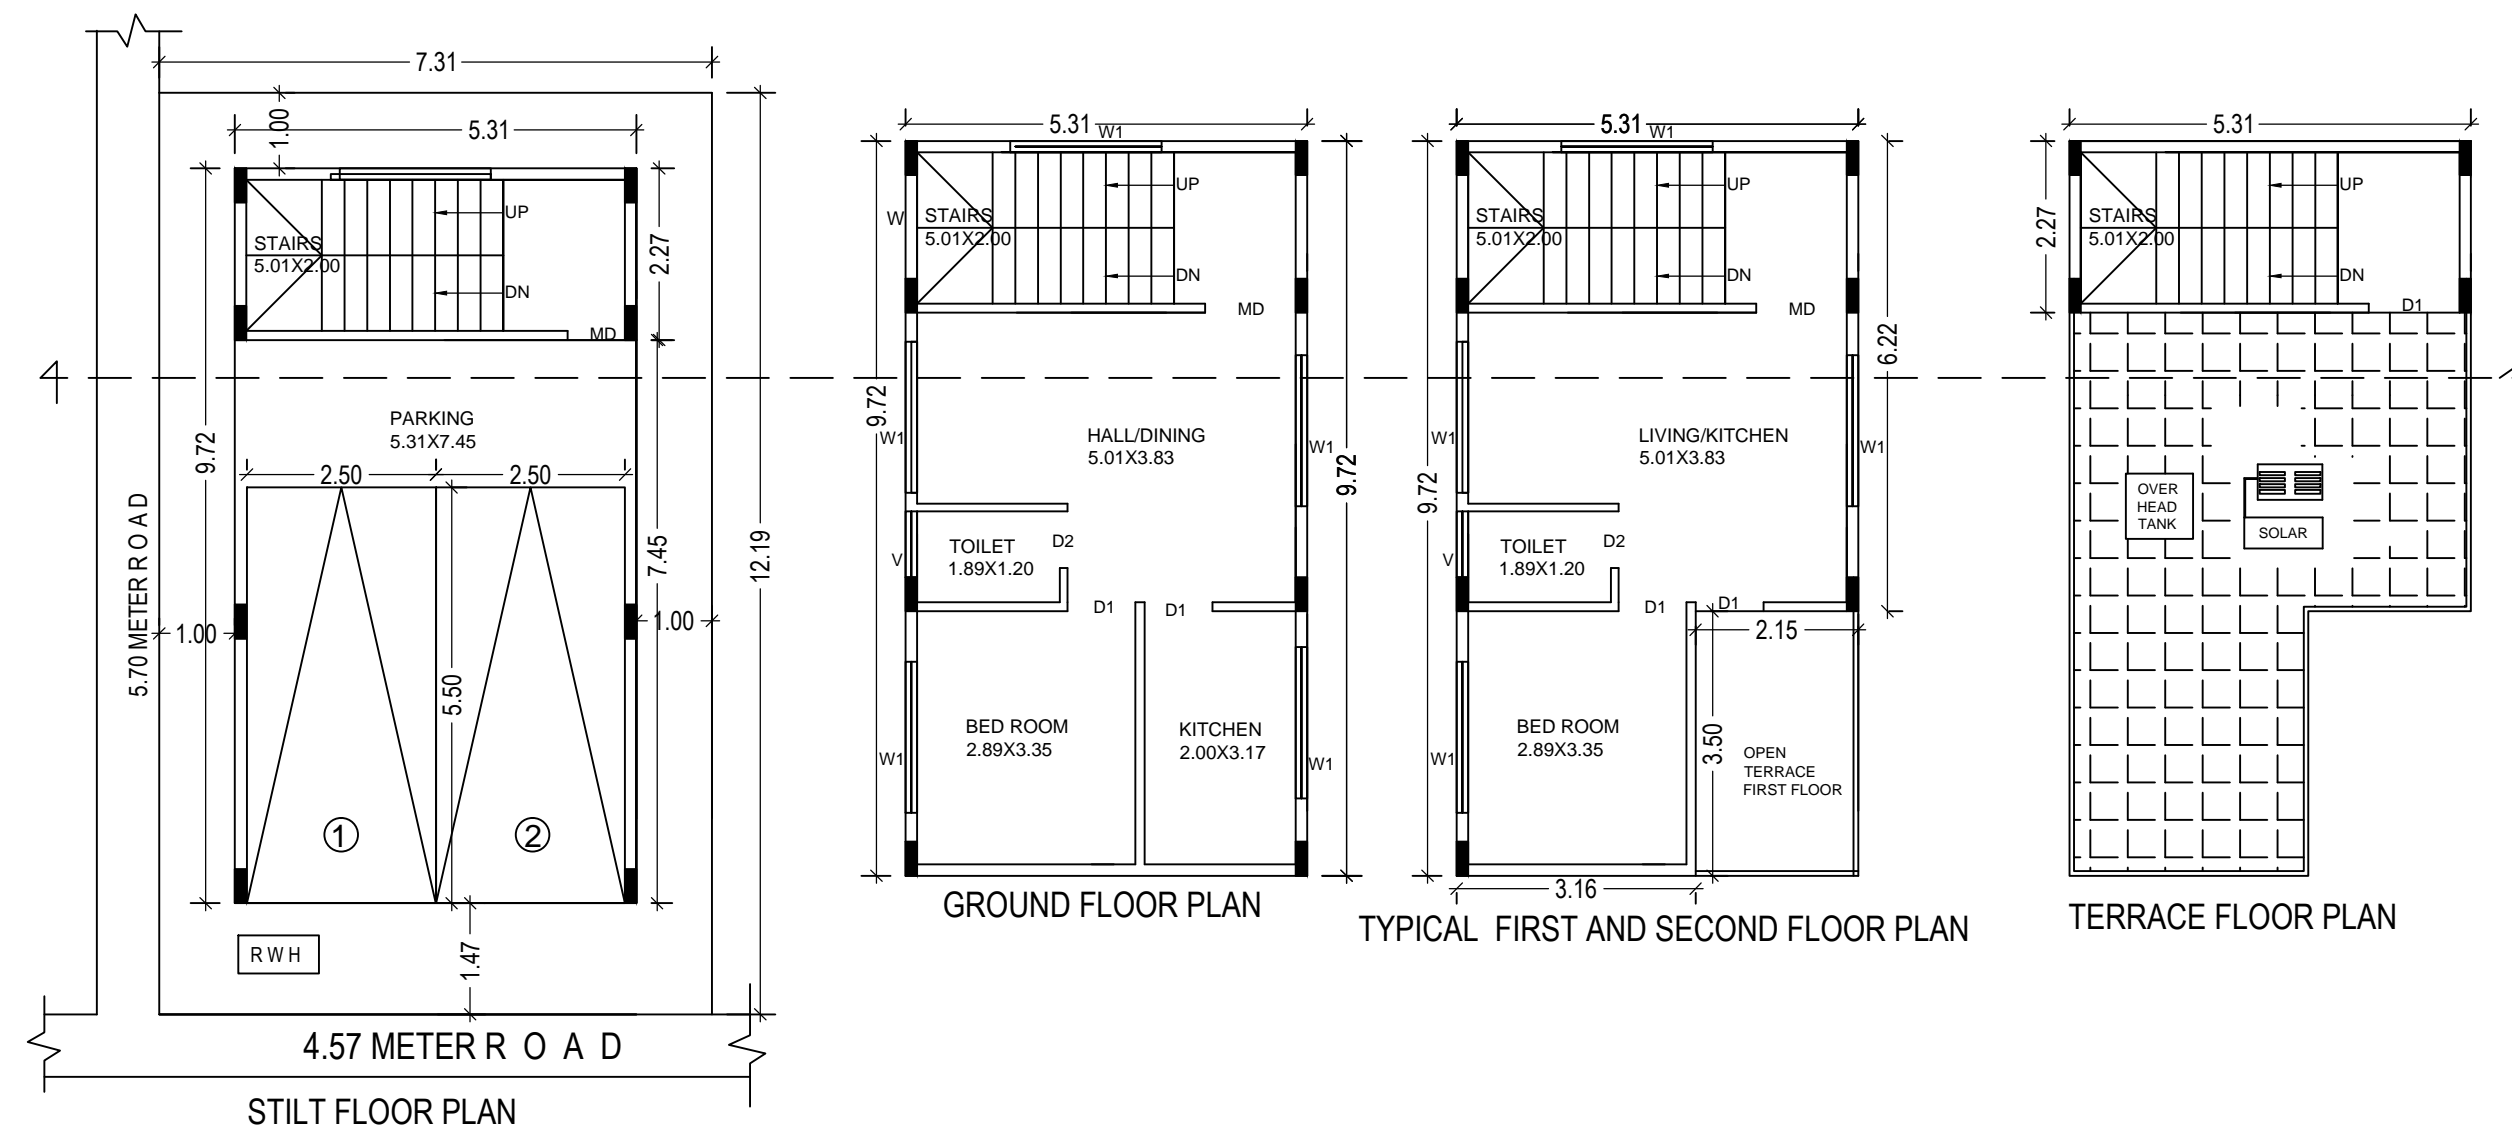 7.31
1.00
5.31
STAIRS
5.01X2.00
UP
DN
MD
2.27
9.72
PARKING
5.31X7.45
2.50
2.50
5.50
7.45
12.19
5.70 METER R O A D
1.00
1.00
1
2
1.47
R W H
4.57 METER R O A D
STILT FLOOR PLAN
5.31
W1
W
STAIRS
5.01X2.00
UP
DN
MD
9.72
9.72
W1
HALL/DINING
5.01X3.83
W1
TOILET
1.89X1.20
V
D2
D1
D1
BED ROOM
2.89X3.35
KITCHEN
2.00X3.17
W1
W1
GROUND FLOOR PLAN
5.31
W1
STAIRS
5.01X2.00
UP
DN
MD
6.22
9.72
W1
LIVING/KITCHEN
5.01X3.83
W1
TOILET
1.89X1.20
V
D2
D1
D1
2.15
3.50
BED ROOM
2.89X3.35
W1
OPEN
TERRACE
FIRST FLOOR
3.16
TYPICAL FIRST AND SECOND FLOOR PLAN
5.31
2.27
STAIRS
5.01X2.00
UP
DN
D1
OVER
HEAD
TANK
SOLAR
TERRACE FLOOR PLAN